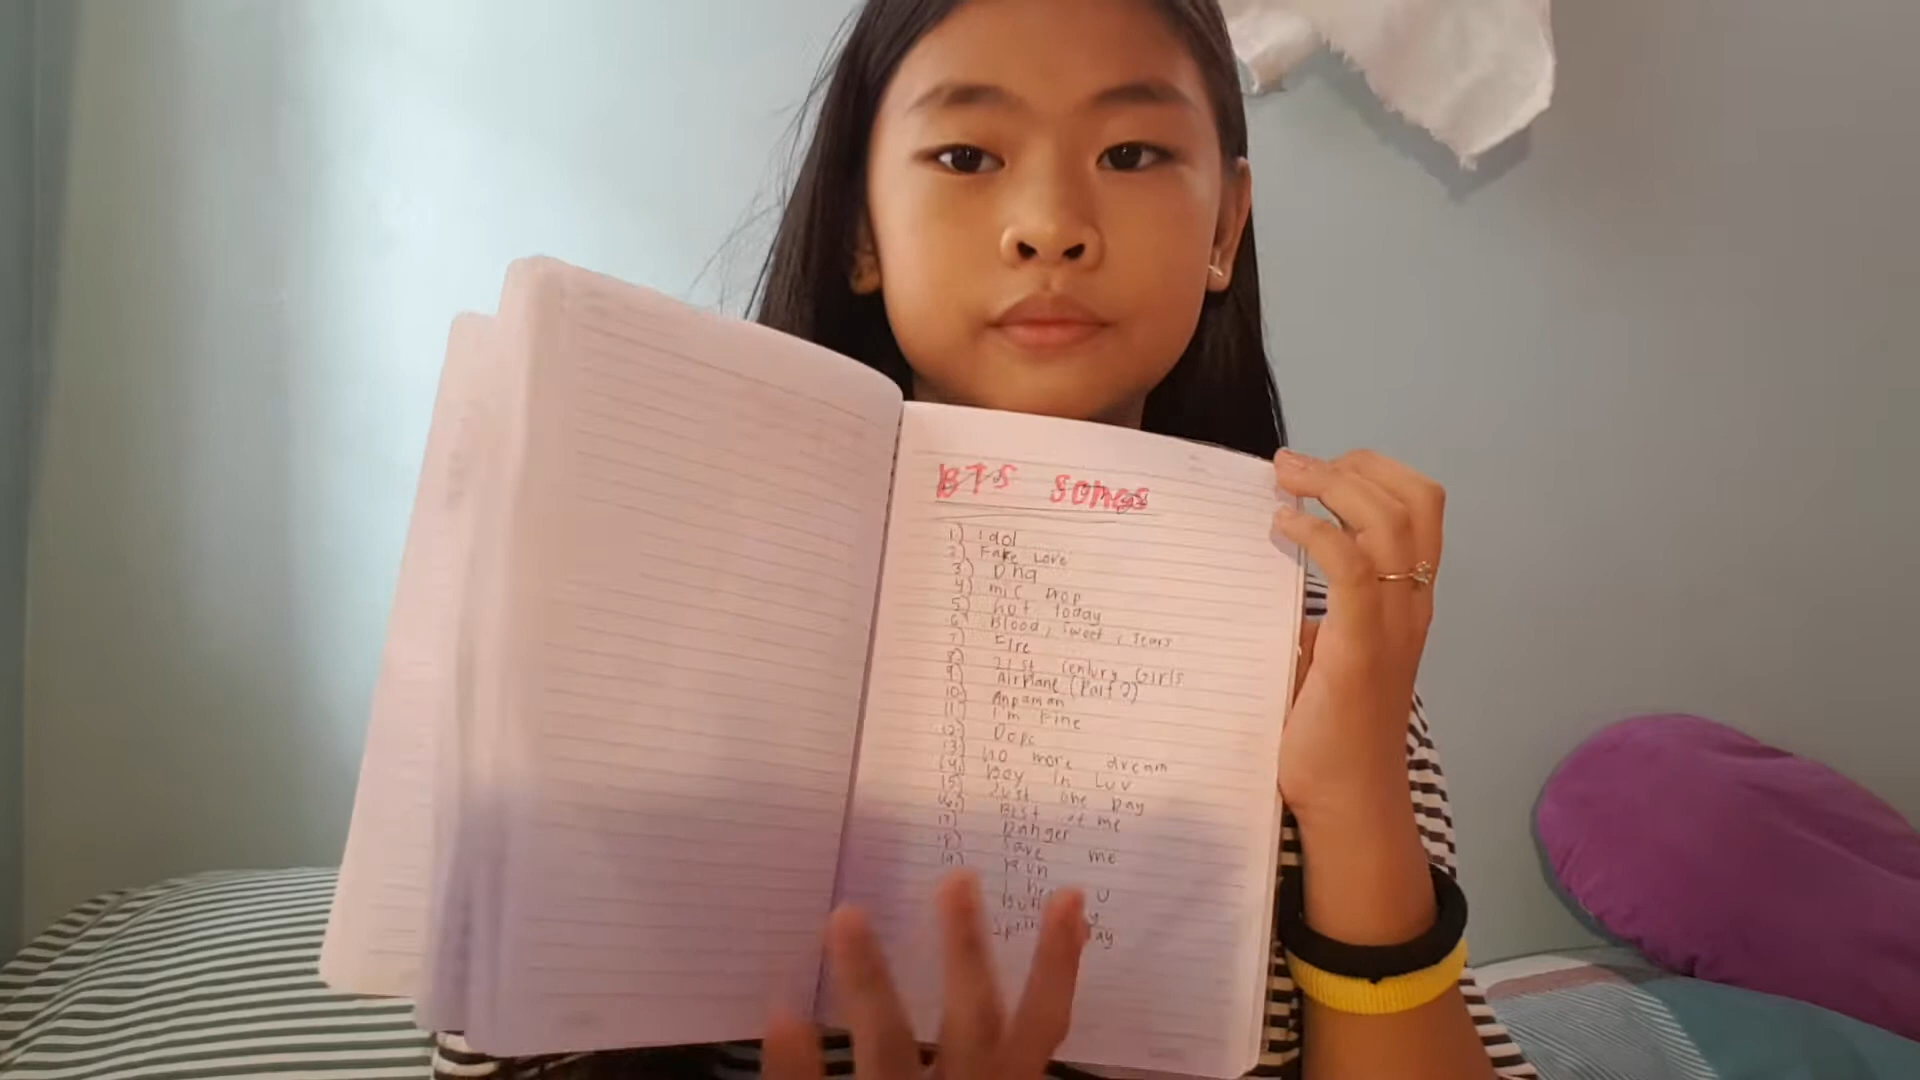 BTS Songs
1) Idol
2) Fake Love
3) Dna
4) mic Drop
5) not today
6) Blood, sweet, Tears
7) Fire
8) 21st century Girls
9) Airplane (Part 2)
10) Anpaman
11) I'm Fine
12) Dope
13) No more dream
14) Boy In Luv
15) Just one Day
16) Best of me
17) Danger
18) Save me
19) Run
I U